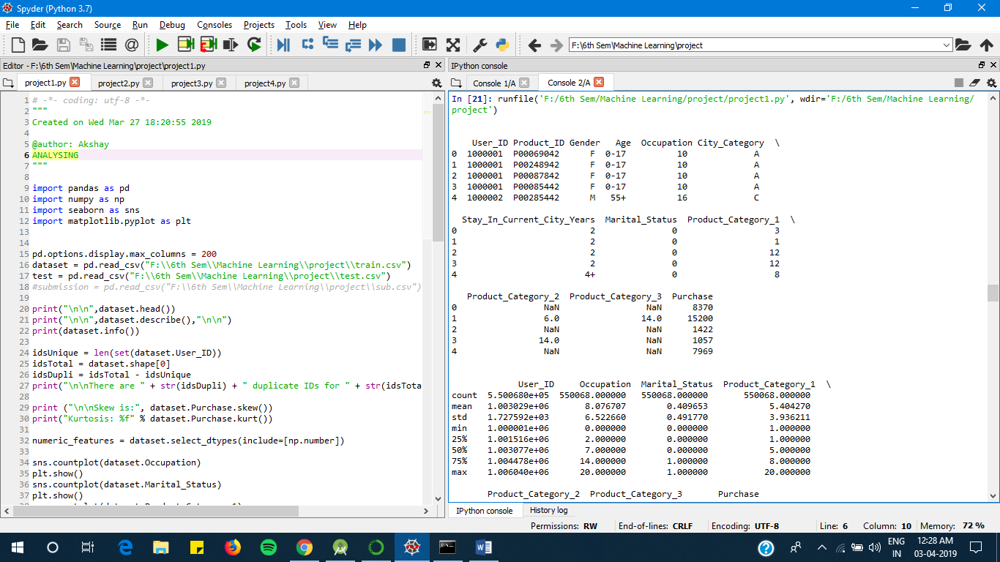 Spyder (Python 3.7)
File Edit Search Source Run Debug Consoles Projects Tools View Help
F:\6th Sem\Machine Learning\project
Editor - F:\6th Sem\Machine Learning\project\project1.py
project1.py project2.py project3.py project4.py
1 # -*- coding: utf-8 -*-
2 """
3 Created on Wed Mar 27 18:20:55 2019
4
5 @author: Akshay
6 ANALYSING
7 """
8
9 import pandas as pd
10 import numpy as np
11 import seaborn as sns
12 import matplotlib.pyplot as plt
13
14
15 pd.options.display.max_columns = 200
16 dataset = pd.read_csv("F:\\6th Sem\\Machine Learning\\project\\train.csv")
17 test = pd.read_csv("F:\\6th Sem\\Machine Learning\\project\\test.csv")
18 #submission = pd.read_csv("F:\\6th Sem\\Machine Learning\\project\\sub.csv")
19
20 print("\n\n",dataset.head())
21 print("\n\n",dataset.describe(),"\n\n")
22 print(dataset.info())
23
24 idsUnique = len(set(dataset.User_ID))
25 idsTotal = dataset.shape[0]
26 idsDupli = idsTotal - idsUnique
27 print("\n\nThere are " + str(idsDupli) + " duplicate IDs for " + str(idsTota
28
29 print ("\n\nSkew is:", dataset.Purchase.skew())
30 print("Kurtosis: %f" % dataset.Purchase.kurt())
31
32 numeric_features = dataset.select_dtypes(include=[np.number])
33
34 sns.countplot(dataset.Occupation)
35 plt.show()
36 sns.countplot(dataset.Marital_Status)
37 plt.show()
IPython console
Console 1/A Console 2/A
In [21]: runfile('F:/6th Sem/Machine Learning/project/project1.py', wdir='F:/6th Sem/Machine Learning/
project')
User_ID Product_ID Gender Age Occupation City_Category \
0 1000001 P00069042 F 0-17 10 A
1 1000001 P00248942 F 0-17 10 A
2 1000001 P00087842 F 0-17 10 A
3 1000001 P00085442 F 0-17 10 A
4 1000002 P00285442 M 55+ 16 C
Stay_In_Current_City_Years Marital_Status Product_Category_1 \
0 2 0 3
1 2 0 1
2 2 0 12
3 2 0 12
4 4+ 0 8
Product_Category_2 Product_Category_3 Purchase
0 NaN NaN 8370
1 6.0 14.0 15200
2 NaN NaN 1422
3 14.0 NaN 1057
4 NaN NaN 7969
User_ID Occupation Marital_Status Product_Category_1 \
count 5.500680e+05 550068.000000 550068.000000 550068.000000
mean 1.003029e+06 8.076707 0.409653 5.404270
std 1.727592e+03 6.522660 0.491770 3.936211
min 1.000001e+06 0.000000 0.000000 1.000000
25% 1.001516e+06 2.000000 0.000000 1.000000
50% 1.003077e+06 7.000000 0.000000 5.000000
75% 1.004478e+06 14.000000 1.000000 8.000000
max 1.006040e+06 20.000000 1.000000 20.000000
Product_Category_2 Product_Category_3 Purchase
IPython console History log
Permissions: RW End-of-lines: CRLF Encoding: UTF-8 Line: 6 Column: 10 Memory: 72 %
ENG
IN
12:28 AM
03-04-2019